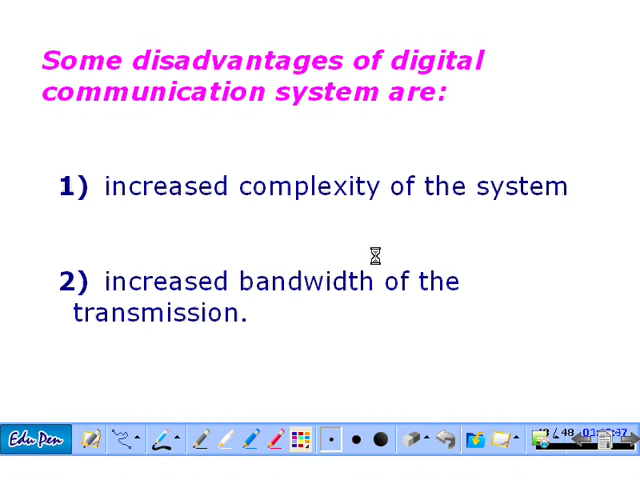 Some disadvantages of digital
communication system are:
1) increased complexity of the system
2) increased bandwidth of the
transmission.
Edu Pen
/ 48